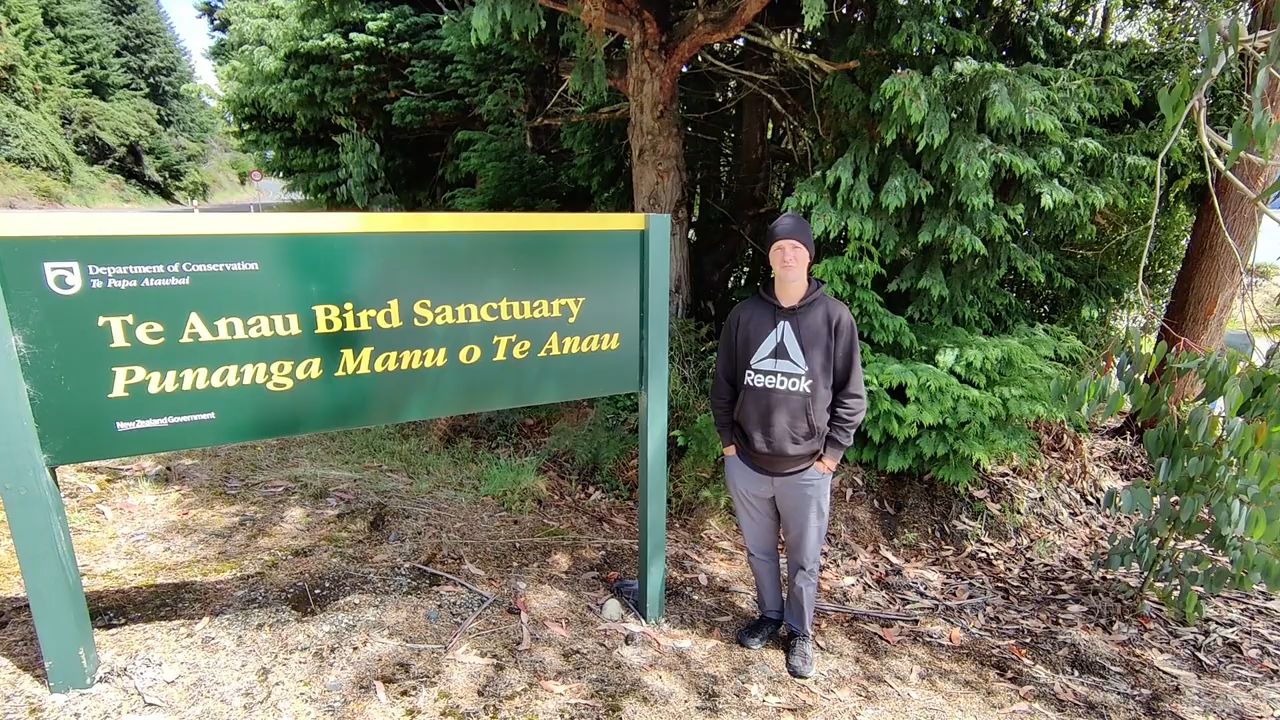 Department of Conservation
Te Papa Atawbai
Te Anau Bird Sanctuary
Punanga Manu o Te Anau
New Zealand Government
Reebok